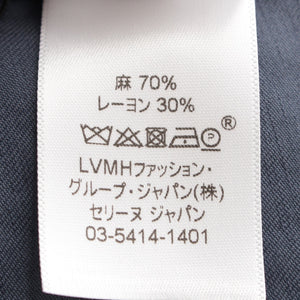 麻 70%
レーヨン 30%
®
LVMHファッション・
グループ・ジャパン(株)
セリーヌ ジャパン
03-5414-1401